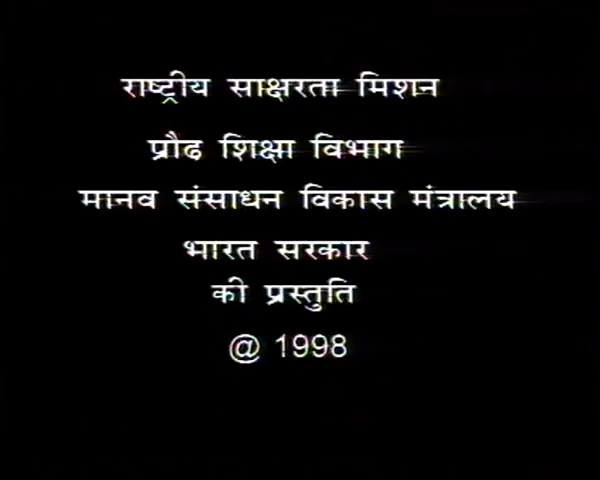 राष्ट्रीय साक्षरता मिशन
प्रौढ शिक्षा विभाग
मानव संसाधन विकास मंत्रालय
भारत सरकार
की प्रस्तुति
@ 1998